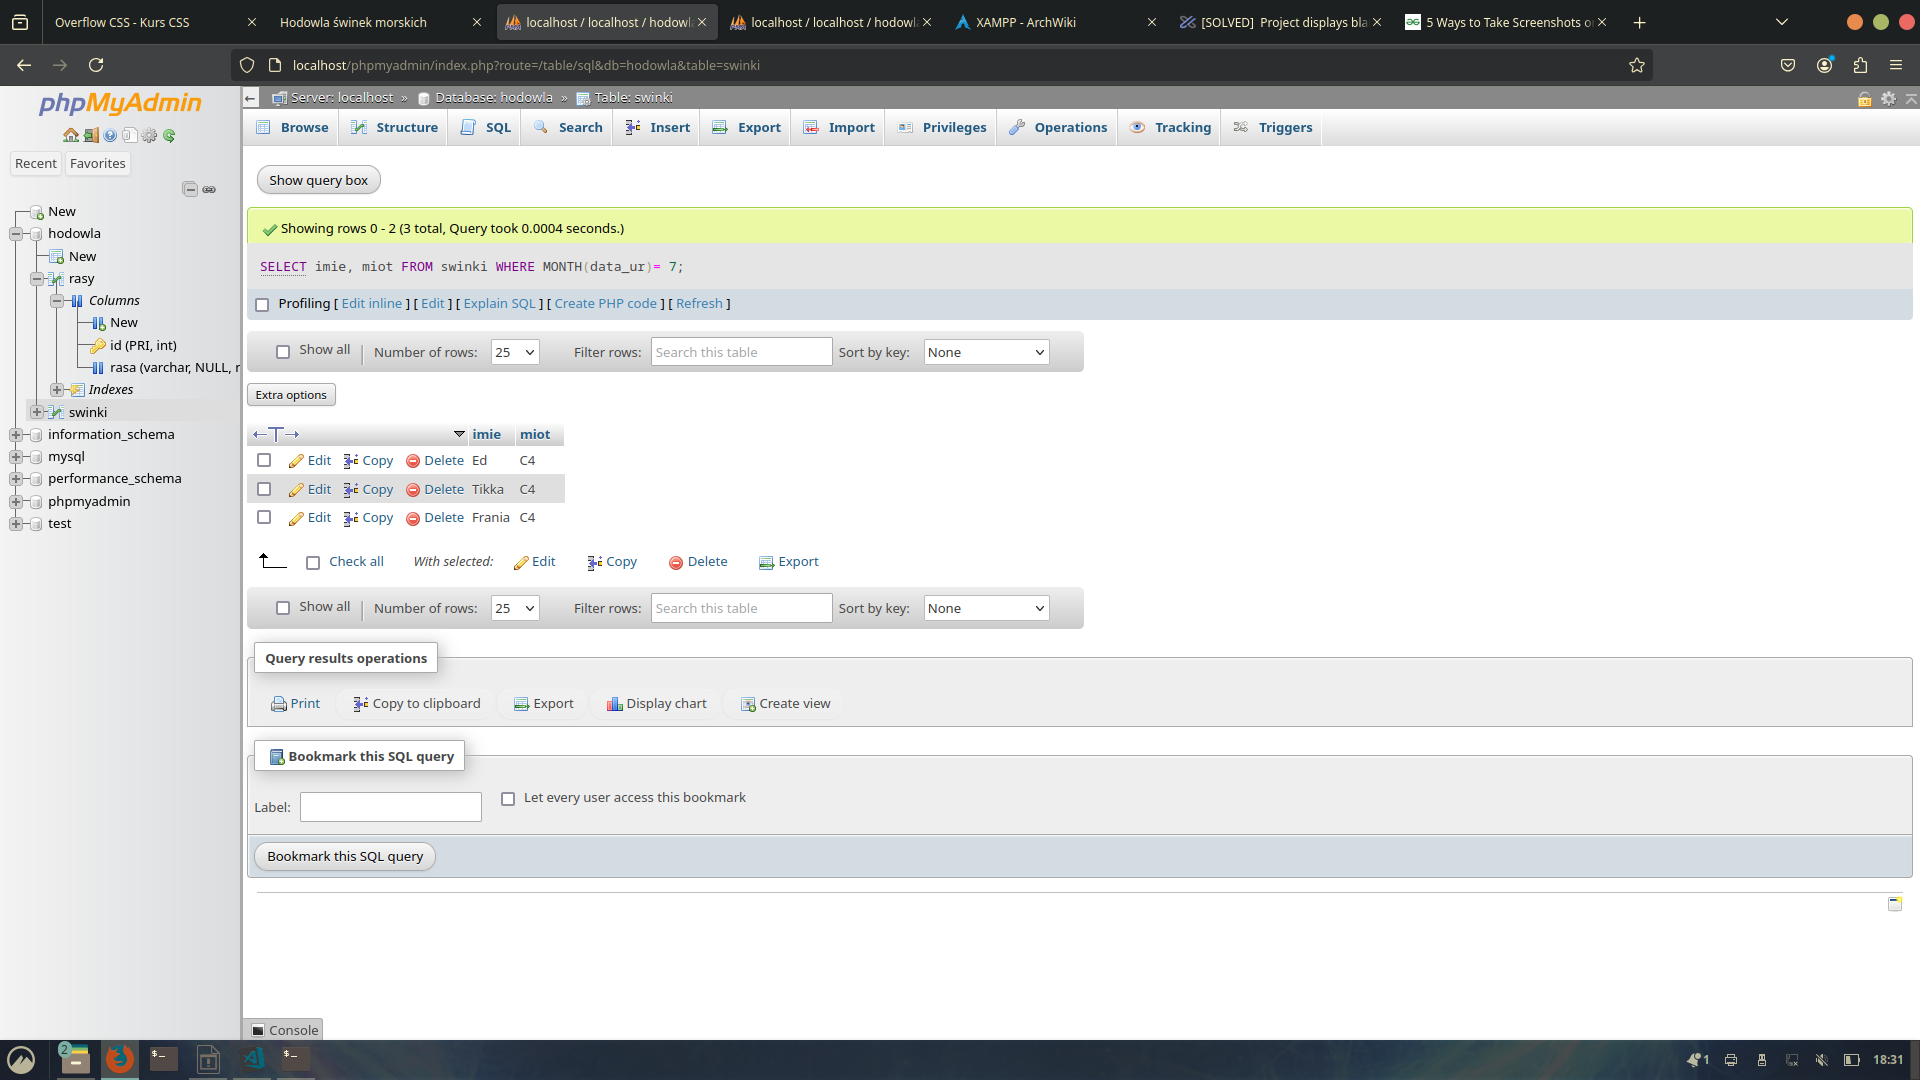 Overflow CSS - Kurs CSS
Hodowla świnek morskich
localhost / localhost / hodowl
localhost / localhost / hodowl
XAMPP - ArchWiki
[SOLVED] Project displays bla
5 Ways to Take Screenshots o
localhost/phpmyadmin/index.php?route=/table/sql&db=hodowla&table=swinki
phpMyAdmin
Recent Favorites
New
hodowla
New
rasy
Columns
New
id (PRI, int)
rasa (varchar, NULL, r
Indexes
swinki
information_schema
mysql
performance_schema
phpmyadmin
test
Server: localhost » Database: hodowla » Table: swinki
Browse Structure SQL Search Insert Export Import Privileges Operations Tracking Triggers
Show query box
Showing rows 0 - 2 (3 total, Query took 0.0004 seconds.)
SELECT imie, miot FROM swinki WHERE MONTH(data_ur)= 7;
Profiling [ Edit inline ] [ Edit ] [ Explain SQL ] [ Create PHP code ] [ Refresh ]
Show all Number of rows: 25 Filter rows: Search this table Sort by key: None
Extra options
←T→ imie miot
Edit Copy Delete Ed C4
Edit Copy Delete Tikka C4
Edit Copy Delete Frania C4
Check all With selected: Edit Copy Delete Export
Show all Number of rows: 25 Filter rows: Search this table Sort by key: None
Query results operations
Print Copy to clipboard Export Display chart Create view
Bookmark this SQL query
Label: Let every user access this bookmark
Bookmark this SQL query
Console
2
1
18:31